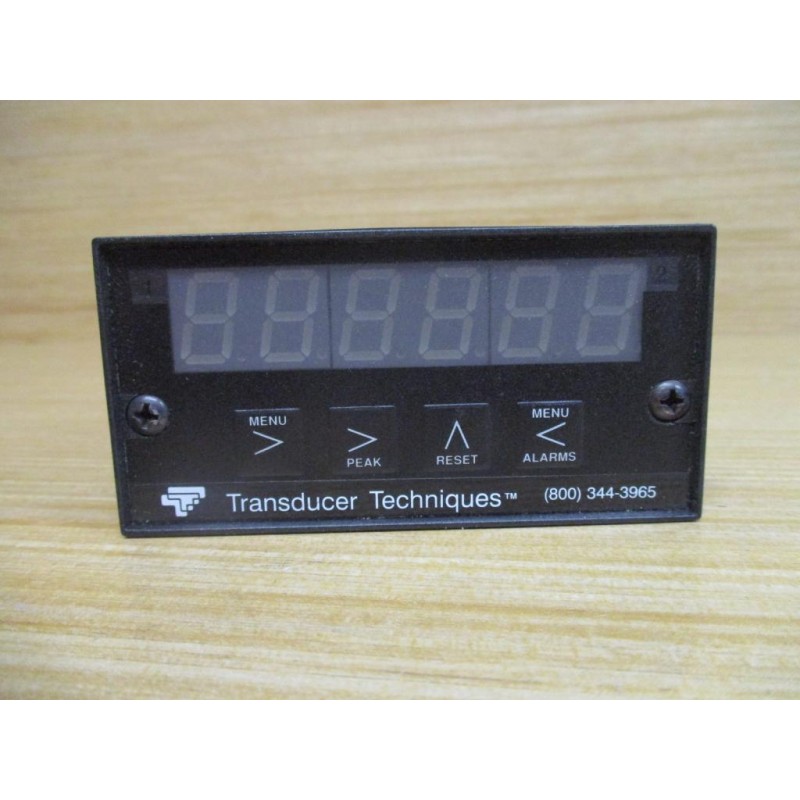 1 2
MENU
>
>
PEAK
RESET
MENU
<
ALARMS
Transducer Techniques™ (800) 344-3965